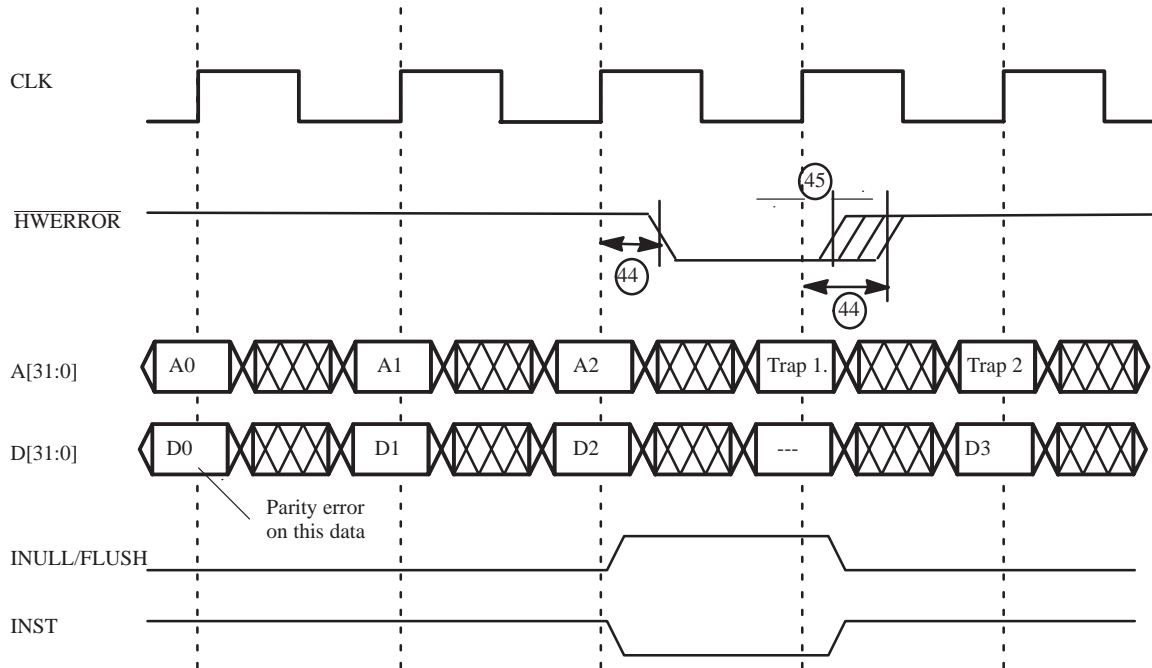 CLK
45
HWERROR
44
44
A[31:0] A0 A1 A2 Trap 1. Trap 2
D[31:0] D0 D1 D2 --- D3
Parity error
on this data
INULL/FLUSH
INST